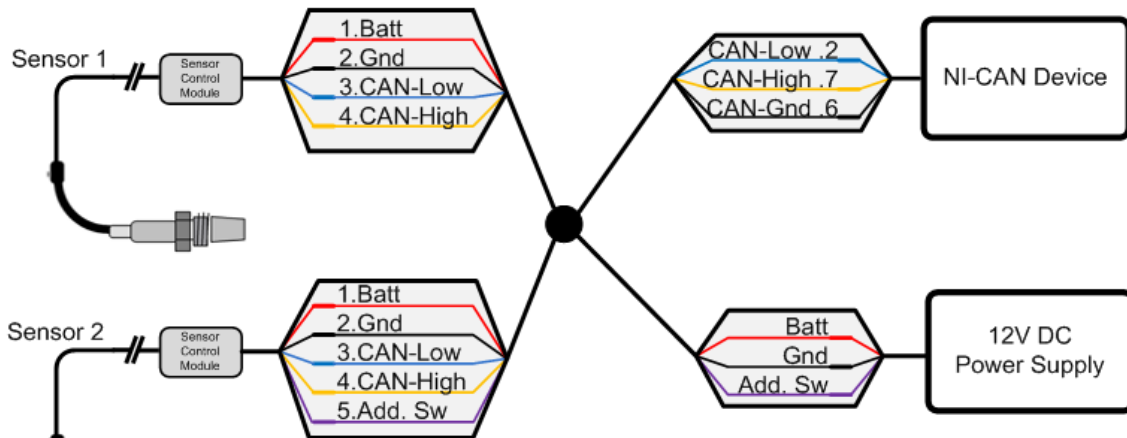 Sensor 1
Sensor
Control
Module
1.Batt
2.Gnd
3.CAN-Low
4.CAN-High
CAN-Low .2
CAN-High .7
CAN-Gnd .6
NI-CAN Device
Sensor 2
Sensor
Control
Module
1.Batt
2.Gnd
3.CAN-Low
4.CAN-High
5.Add. Sw
Batt
Gnd
Add. Sw
12V DC
Power Supply